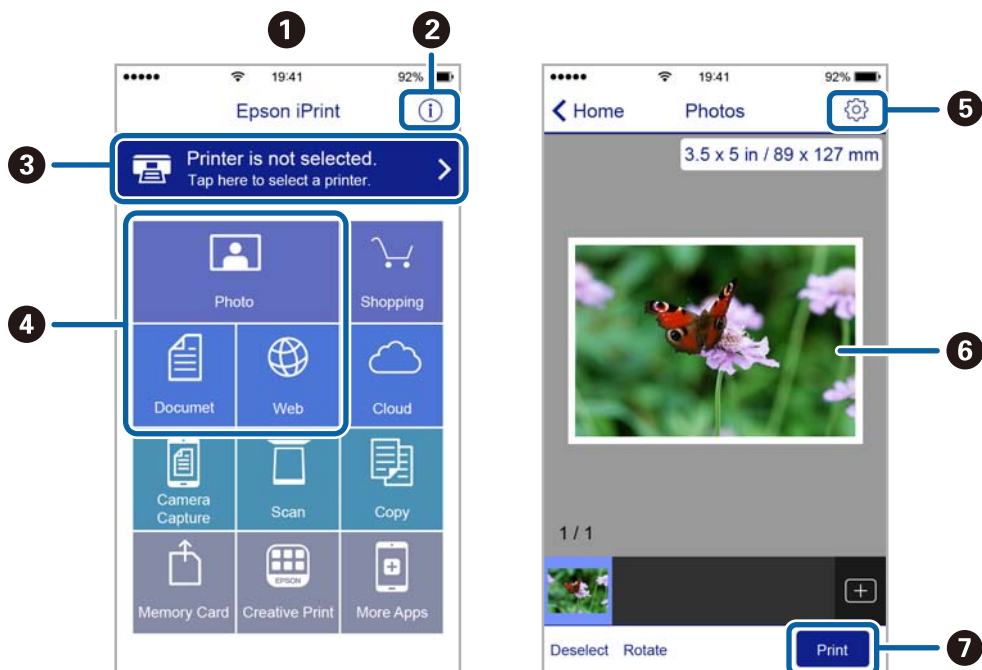 1
2
19:41
92%
Epson iPrint
3
Printer is not selected.
Tap here to select a printer.
4
Photo
Shopping
Documet
Web
Cloud
Camera
Capture
Scan
Copy
EPSON
Memory Card
Creative Print
More Apps
19:41
92%
Home
Photos
5
3.5 x 5 in / 89 x 127 mm
6
1 / 1
Deselect
Rotate
Print
7